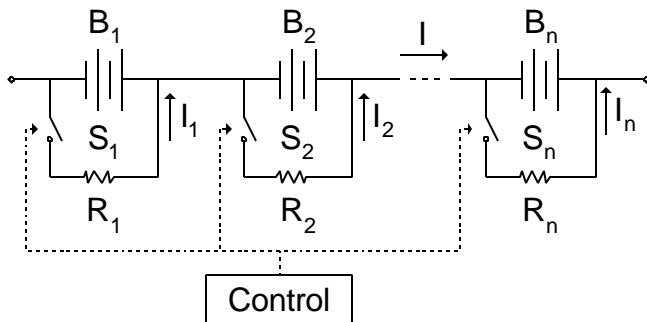 B1 B2 I Bn
I1 I2 In
S1 S2 Sn
R1 R2 Rn
Control